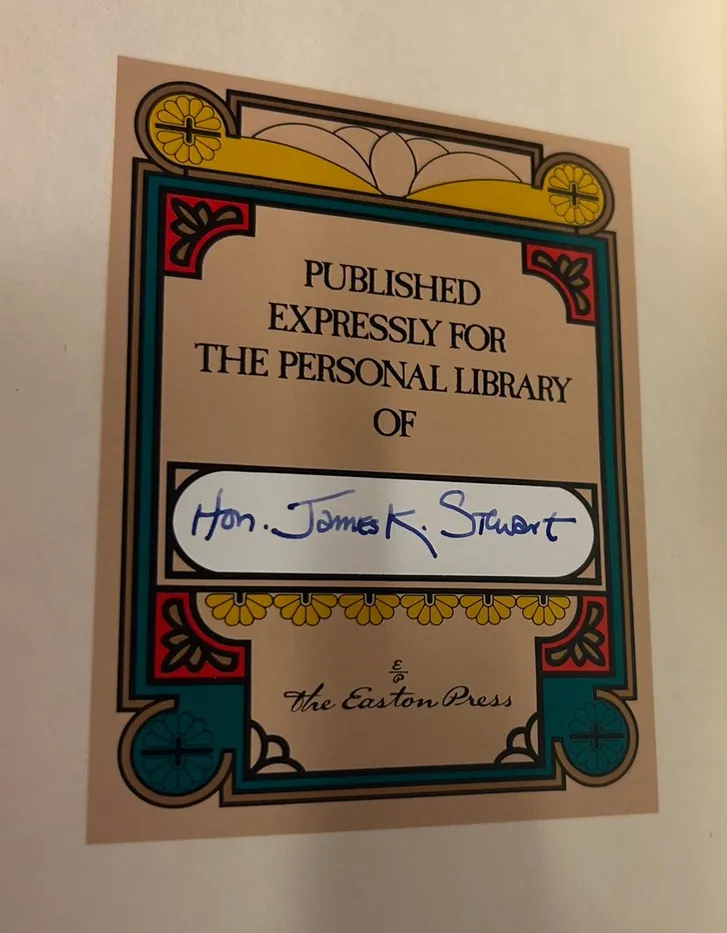 PUBLISHED
EXPRESSLY FOR
THE PERSONAL LIBRARY
OF
Hon. James K. Stewart
E/P
The Easton Press